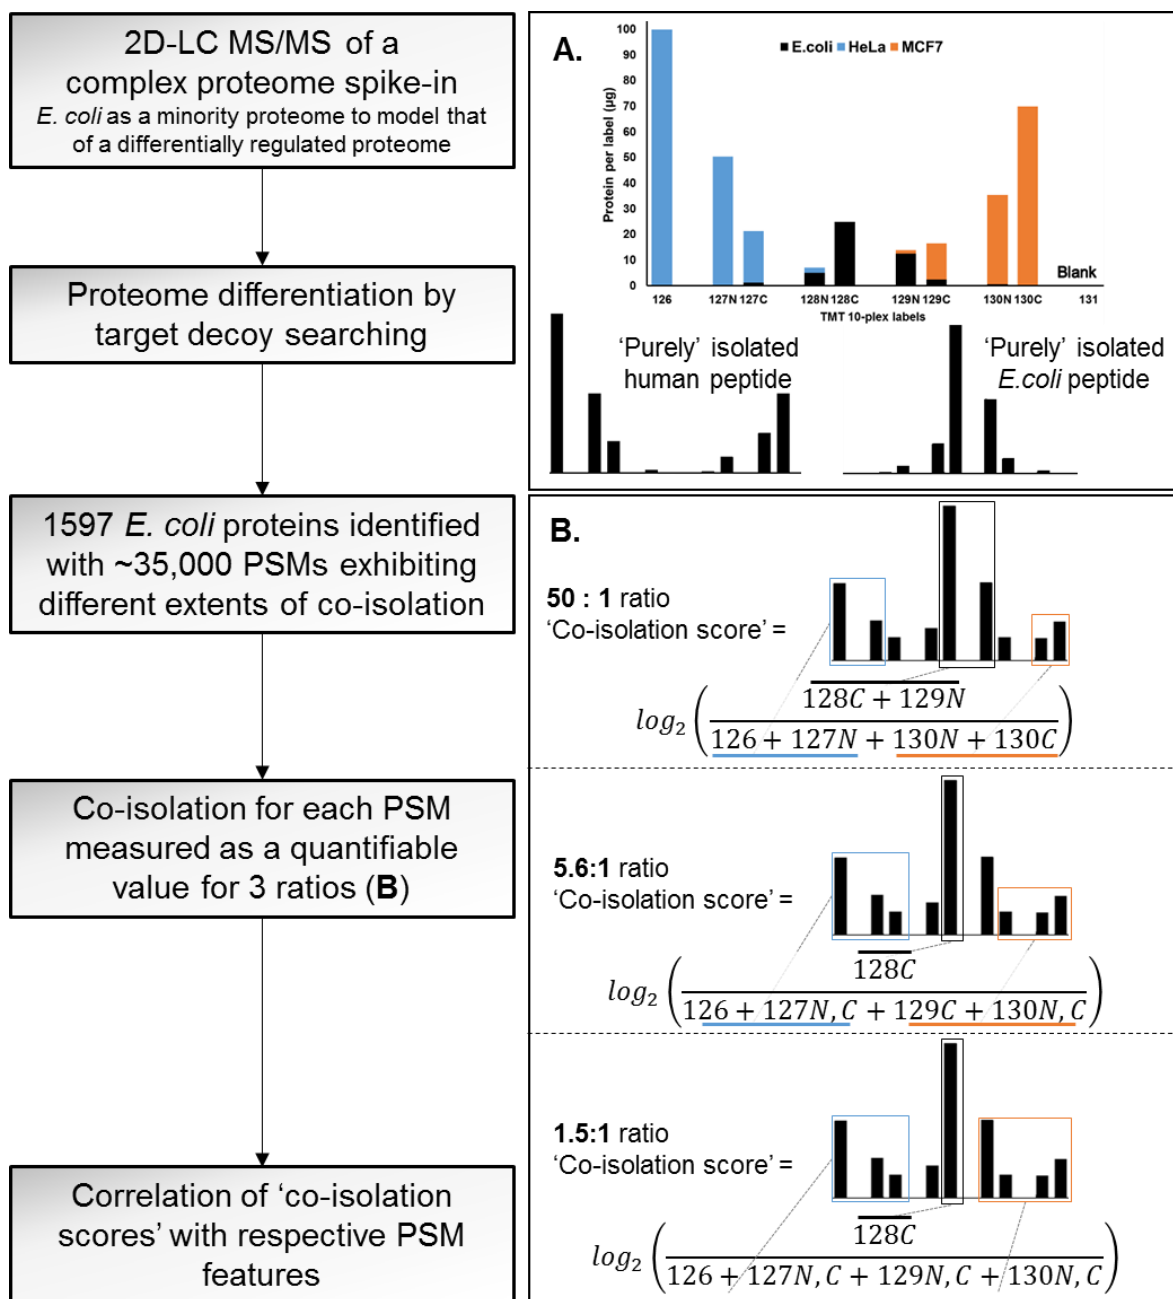 2D-LC MS/MS of a
complex proteome spike-in
E. coli as a minority proteome to model that
of a differentially regulated proteome
Proteome differentiation by
target decoy searching
1597 E. coli proteins identified
with ~35,000 PSMs exhibiting
different extents of co-isolation
Co-isolation for each PSM
measured as a quantifiable
value for 3 ratios (B)
Correlation of ‘co-isolation
scores’ with respective PSM
features
A.
E.coli HeLa MCF7
Protein per label (µg)
100
90
80
70
60
50
40
30
20
10
0
Blank
126 127N 127C 128N 128C 129N 129C 130N 130C 131
TMT 10-plex labels
‘Purely’ isolated
human peptide
‘Purely’ isolated
E.coli peptide
B.
50 : 1 ratio
‘Co-isolation score’ =
128C + 129N
log2 ( )
126 + 127N + 130N + 130C
5.6:1 ratio
‘Co-isolation score’ =
128C
log2 ( )
126 + 127N, C + 129C + 130N, C
1.5:1 ratio
‘Co-isolation score’ =
128C
log2 ( )
126 + 127N, C + 129N, C + 130N, C